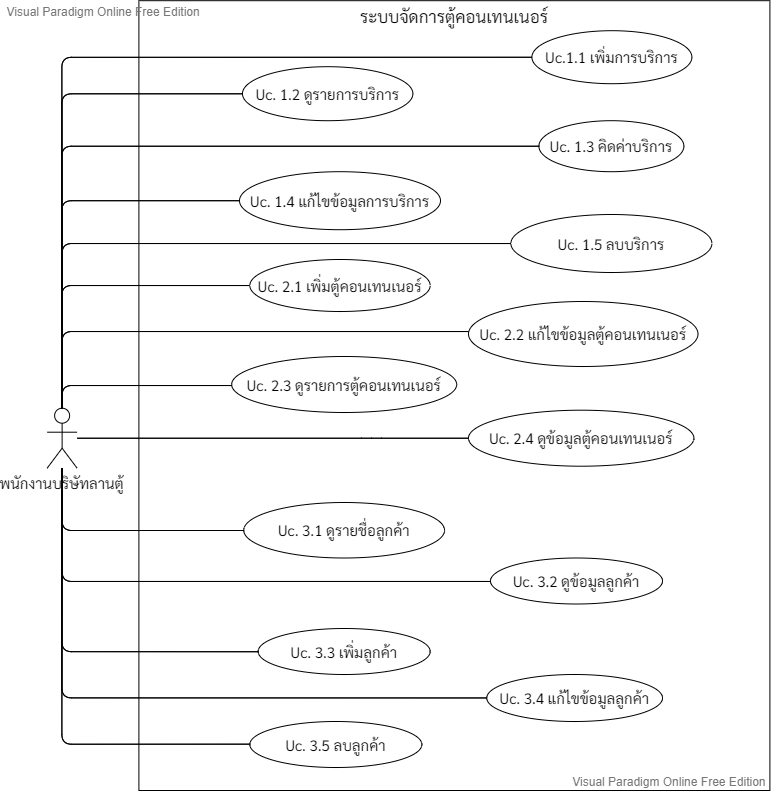 Visual Paradigm Online Free Edition
ระบบจัดการตู้คอนเทนเนอร์
Uc.1.1 เพิ่มการบริการ
Uc. 1.2 ดูรายการบริการ
Uc. 1.3 คิดค่าบริการ
Uc. 1.4 แก้ไขข้อมูลการบริการ
Uc. 1.5 ลบบริการ
Uc. 2.1 เพิ่มตู้คอนเทนเนอร์
Uc. 2.2 แก้ไขข้อมูลตู้คอนเทนเนอร์
Uc. 2.3 ดูรายการตู้คอนเทนเนอร์
Uc. 2.4 ดูข้อมูลตู้คอนเทนเนอร์
พนักงานบริษัทลานตู้
Uc. 3.1 ดูรายชื่อลูกค้า
Uc. 3.2 ดูข้อมูลลูกค้า
Uc. 3.3 เพิ่มลูกค้า
Uc. 3.4 แก้ไขข้อมูลลูกค้า
Uc. 3.5 ลบลูกค้า
Visual Paradigm Online Free Edition